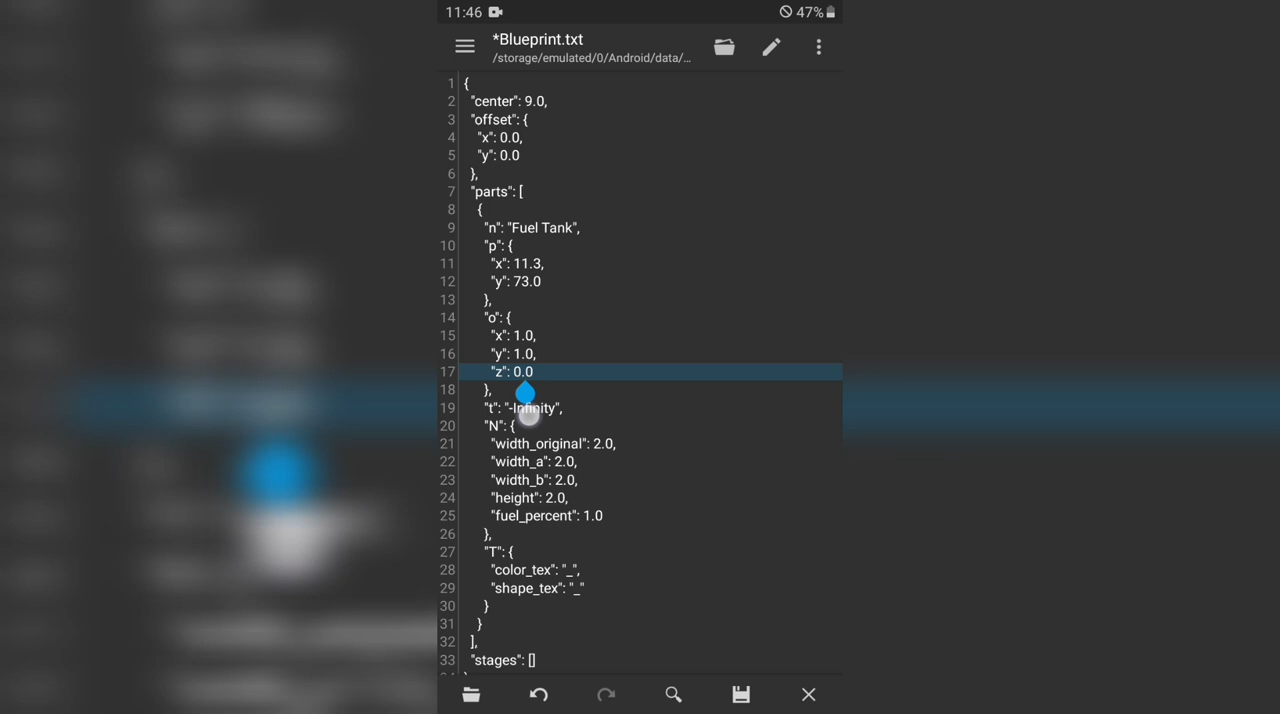 11:46 47%
*Blueprint.txt
/storage/emulated/0/Android/data/…
1 {
2 "center": 9.0,
3 "offset": {
4 "x": 0.0,
5 "y": 0.0
6 },
7 "parts": [
8 {
9 "n": "Fuel Tank",
10 "p": {
11 "x": 11.3,
12 "y": 73.0
13 },
14 "o": {
15 "x": 1.0,
16 "y": 1.0,
17 "z": 0.0
18 },
19 "t": "-Infinity",
20 "N": {
21 "width_original": 2.0,
22 "width_a": 2.0,
23 "width_b": 2.0,
24 "height": 2.0,
25 "fuel_percent": 1.0
26 },
27 "T": {
28 "color_tex": "_",
29 "shape_tex": "_"
30 }
31 }
32 ],
33 "stages": []